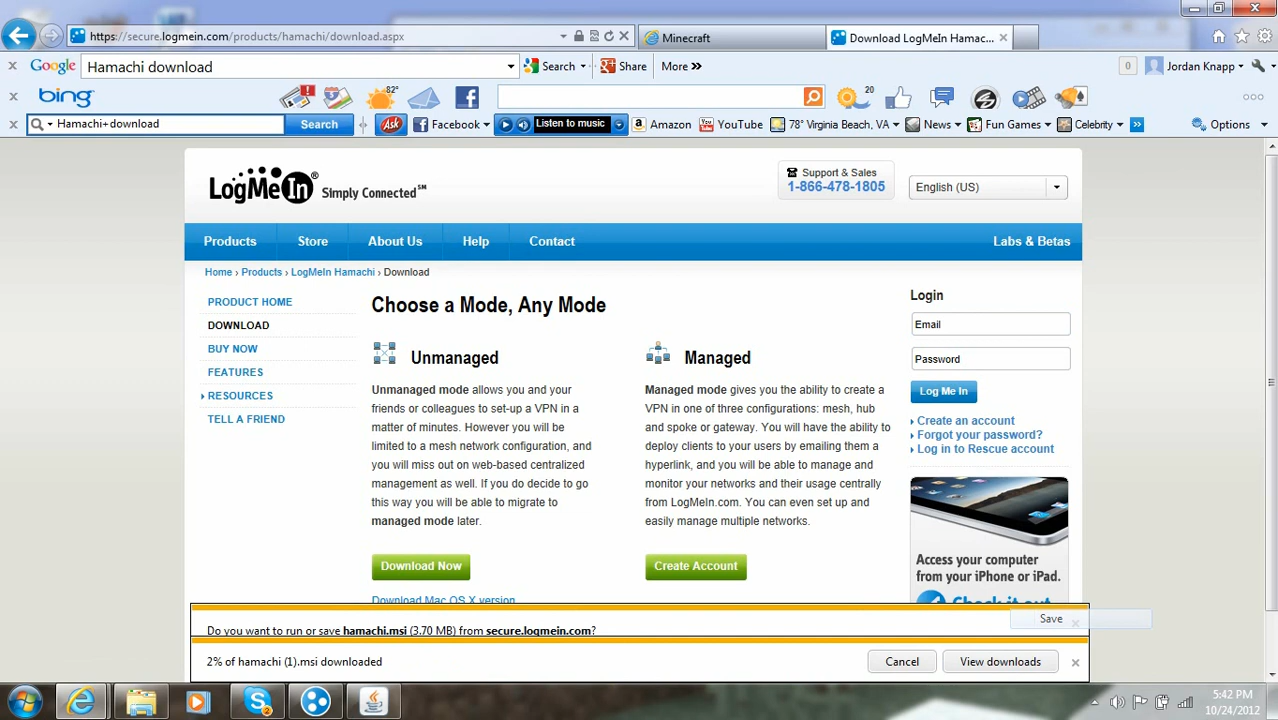 https://secure.logmein.com/products/hamachi/download.aspx
Minecraft
Download LogMeIn Hamac...
Google
Hamachi download
Search
Share
More »
0
Jordan Knapp
bing
82°
20
Hamachi+download
Search
Ask
Facebook
Listen to music
Amazon
YouTube
78° Virginia Beach, VA
News
Fun Games
Celebrity
Options
LogMeIn® Simply Connected℠
Support & Sales
1-866-478-1805
English (US)
Products
Store
About Us
Help
Contact
Labs & Betas
Home › Products › LogMeIn Hamachi › Download
PRODUCT HOME
DOWNLOAD
BUY NOW
FEATURES
RESOURCES
TELL A FRIEND
Choose a Mode, Any Mode
Unmanaged
Unmanaged mode allows you and your
friends or colleagues to set-up a VPN in a
matter of minutes. However you will be
limited to a mesh network configuration, and
you will miss out on web-based centralized
management as well. If you do decide to go
this way you will be able to migrate to
managed mode later.
Download Now
Download Mac OS X version
Managed
Managed mode gives you the ability to create a
VPN in one of three configurations: mesh, hub
and spoke or gateway. You will have the ability to
deploy clients to your users by emailing them a
hyperlink, and you will be able to manage and
monitor your networks and their usage centrally
from LogMeIn.com. You can even set up and
easily manage multiple networks.
Create Account
Login
Email
Password
Log Me In
Create an account
Forgot your password?
Log in to Rescue account
Access your computer
from your iPhone or iPad.
Check it out
Do you want to run or save hamachi.msi (3.70 MB) from secure.logmein.com?
Save
2% of hamachi (1).msi downloaded
Cancel
View downloads
5:42 PM
10/24/2012